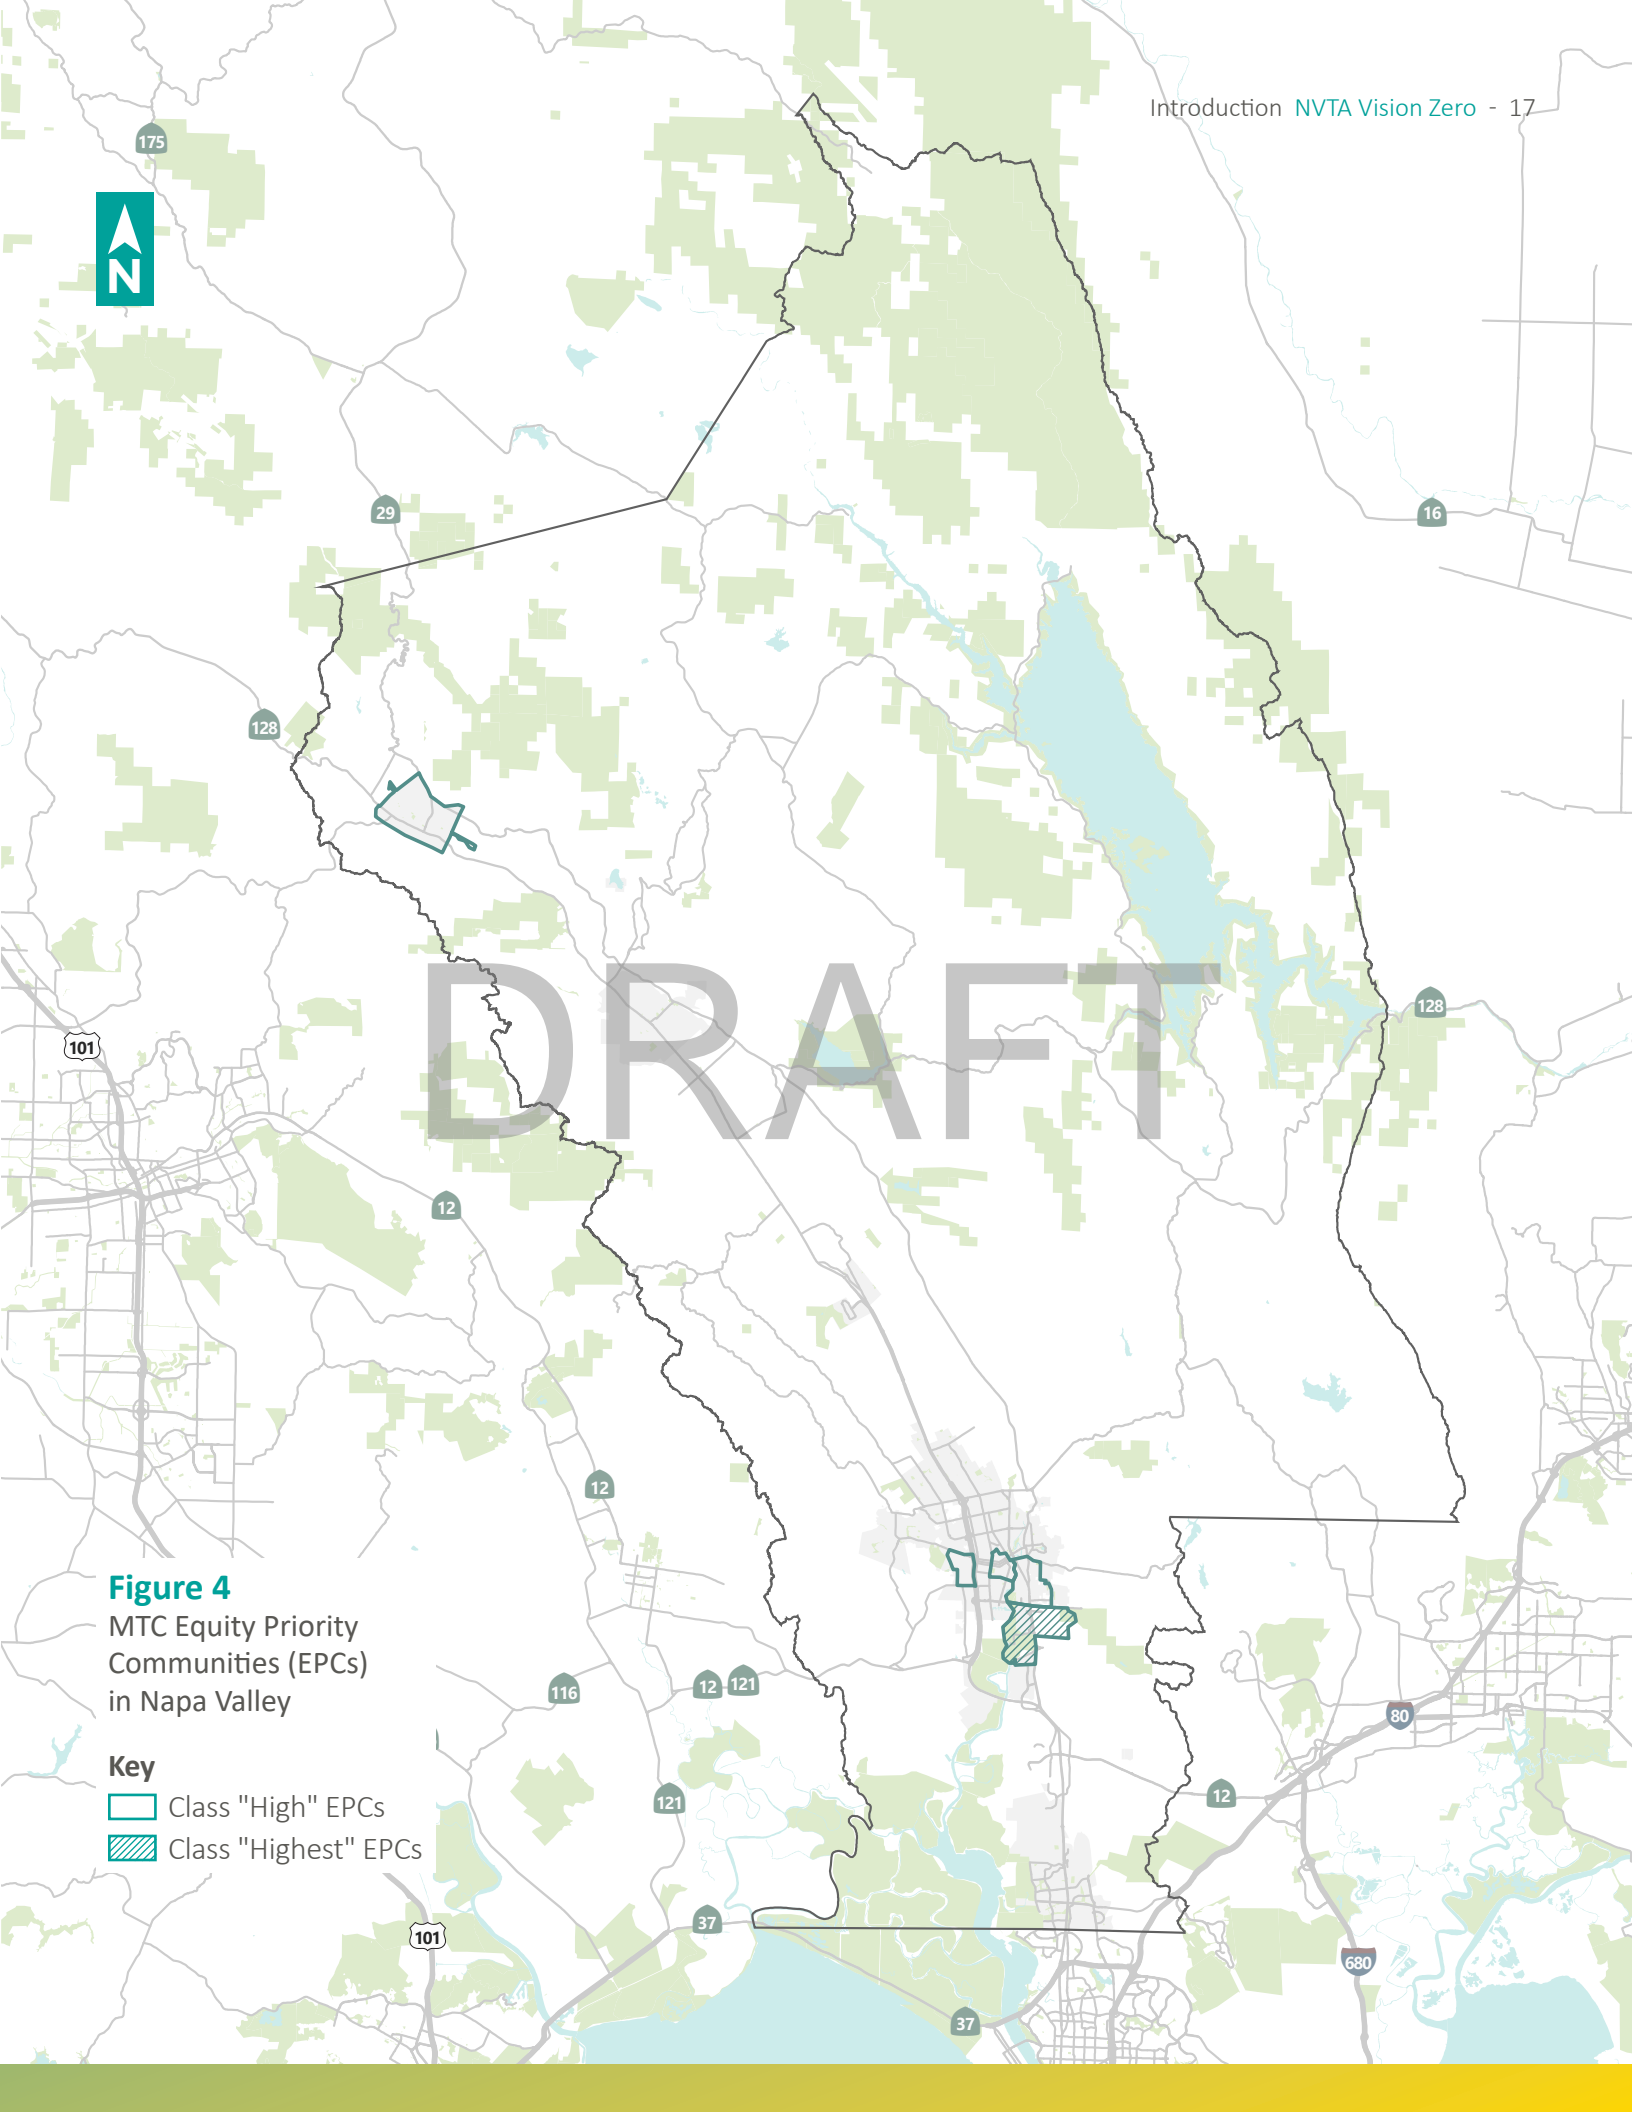 Introduction NVTA Vision Zero - 17
175
N
29
16
128
DRAFT
128
101
12
12
Figure 4
MTC Equity Priority
Communities (EPCs)
in Napa Valley
116
12 121
80
Key
Class "High" EPCs
Class "Highest" EPCs
121
12
37
101
680
37